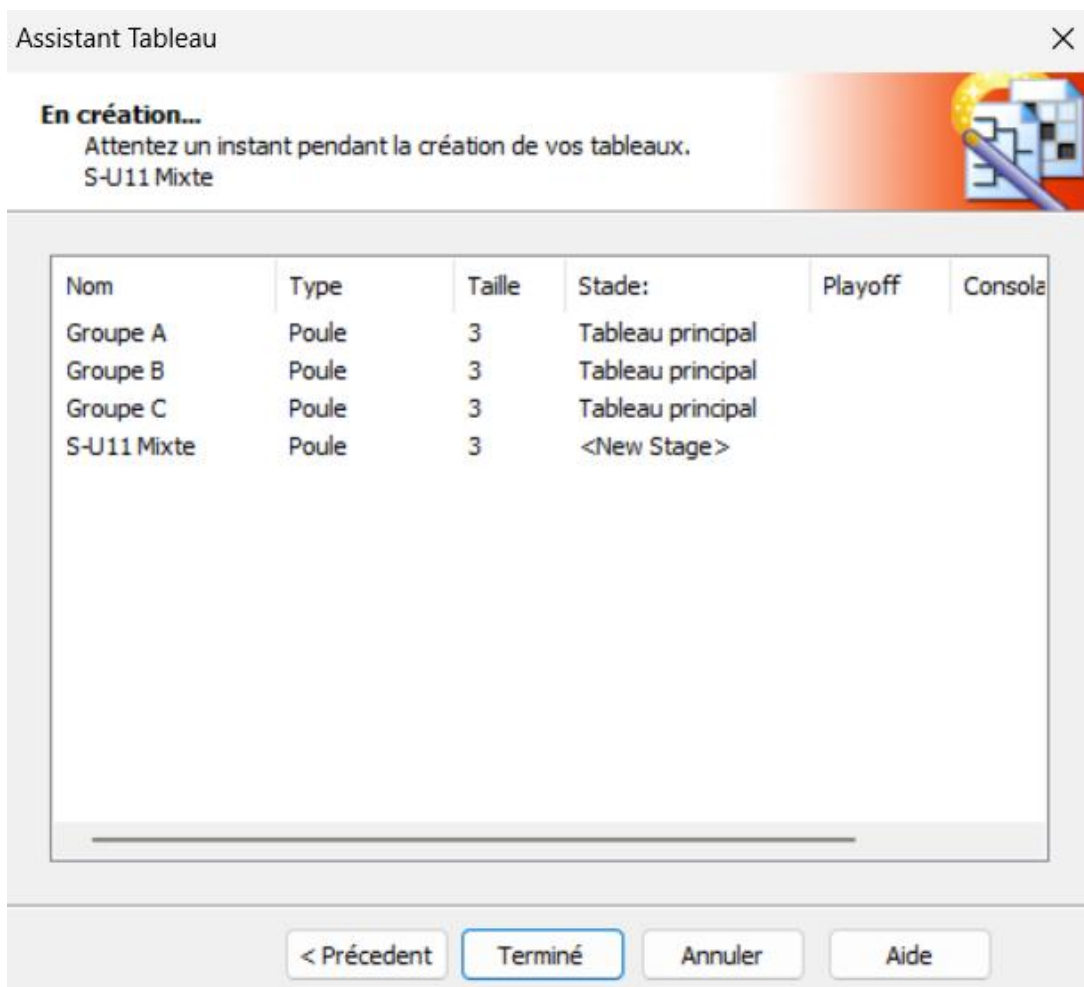 Assistant Tableau
En création...
Attentez un instant pendant la création de vos tableaux.
S-U11 Mixte
Nom Type Taille Stade: Playoff Consola
Groupe A Poule 3 Tableau principal
Groupe B Poule 3 Tableau principal
Groupe C Poule 3 Tableau principal
S-U11 Mixte Poule 3 <New Stage>
< Précedent Terminé Annuler Aide